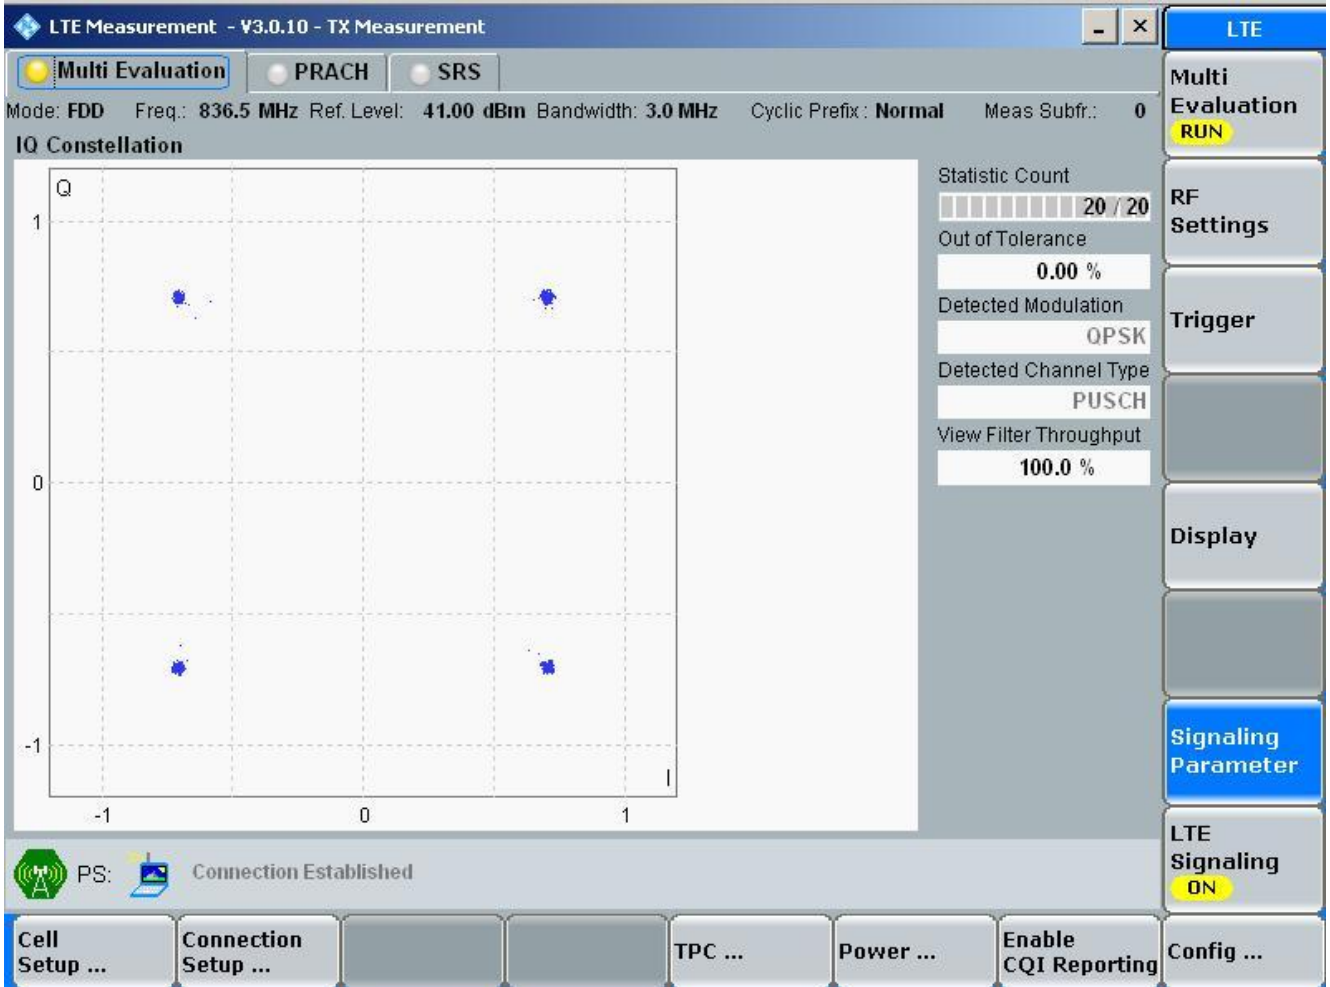 LTE Measurement - V3.0.10 - TX Measurement
LTE
Multi Evaluation PRACH SRS
Mode: FDD Freq.: 836.5 MHz Ref. Level: 41.00 dBm Bandwidth: 3.0 MHz Cyclic Prefix: Normal Meas Subfr.: 0
IQ Constellation
Q
1
0
-1
I
-1 0 1
Statistic Count
20 / 20
Out of Tolerance
0.00 %
Detected Modulation
QPSK
Detected Channel Type
PUSCH
View Filter Throughput
100.0 %
Multi
Evaluation
RUN
RF
Settings
Trigger
Display
Signaling
Parameter
LTE
Signaling
ON
PS: Connection Established
Cell
Setup ...
Connection
Setup ...
TPC ...
Power ...
Enable
CQI Reporting
Config ...